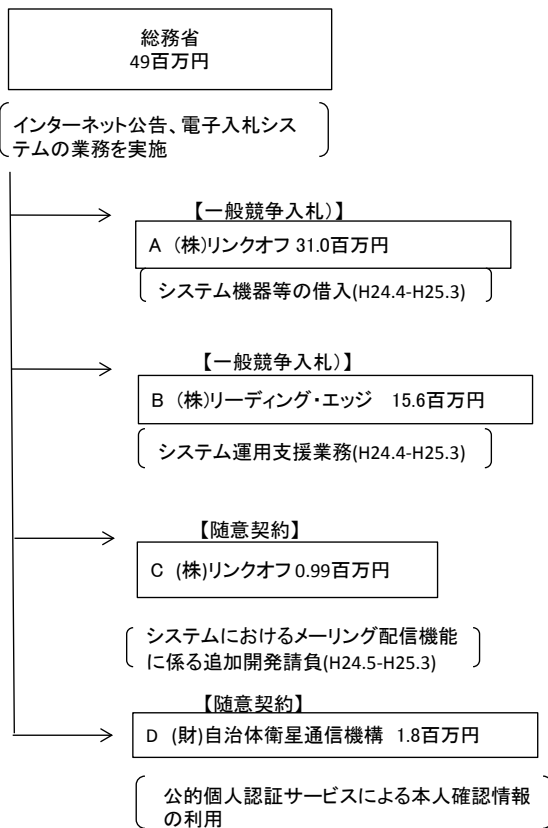 総務省
49百万円
インターネット公告、電子入札シス
テムの業務を実施
【一般競争入札)】
A (株)リンクオフ 31.0百万円
システム機器等の借入(H24.4-H25.3)
【一般競争入札)】
B (株)リーディング・エッジ 15.6百万円
システム運用支援業務(H24.4-H25.3)
【随意契約】
C (株)リンクオフ 0.99百万円
システムにおけるメーリング配信機能
に係る追加開発請負(H24.5-H25.3)
【随意契約】
D (財)自治体衛星通信機構 1.8百万円
公的個人認証サービスによる本人確認情報
の利用